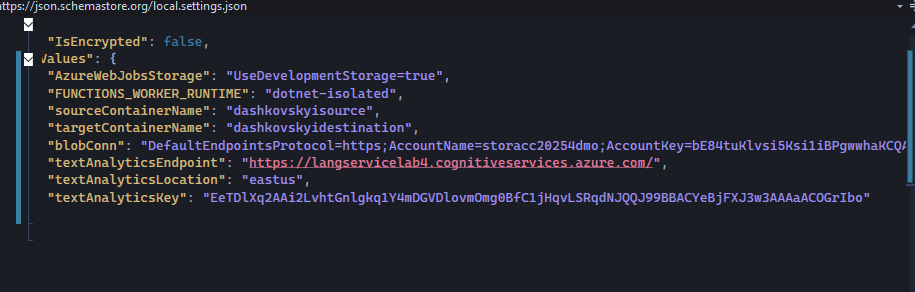 https://json.schemastore.org/local.settings.json
"IsEncrypted": false,
Values": {
"AzureWebJobsStorage": "UseDevelopmentStorage=true",
"FUNCTIONS_WORKER_RUNTIME": "dotnet-isolated",
"sourceContainerName": "dashkovskyisource",
"targetContainerName": "dashkovskyidestination",
"blobConn": "DefaultEndpointsProtocol=https;AccountName=storacc20254dmo;AccountKey=bE84tuKlvsi5Ksi1iBPgwwhaKCQA
"textAnalyticsEndpoint": "https://langservicelab4.cognitiveservices.azure.com/",
"textAnalyticsLocation": "eastus",
"textAnalyticsKey": "EeTDlXq2AAi2LvhtGnlgkq1Y4mDGVDlovmOmg0BfC1jHqvLSRqdNJQQJ99BBACYeBjFXJ3w3AAAaACOGrIbo"